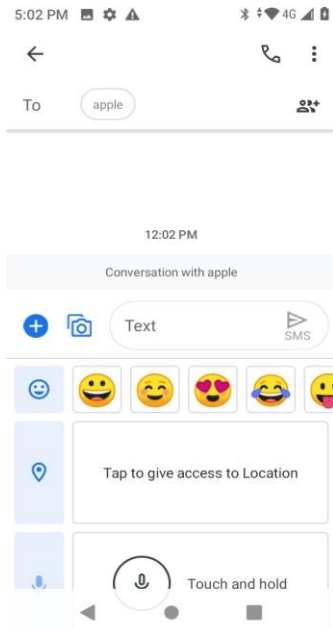 5:02 PM 4G
To apple
12:02 PM
Conversation with apple
Text
SMS
Tap to give access to Location
Touch and hold